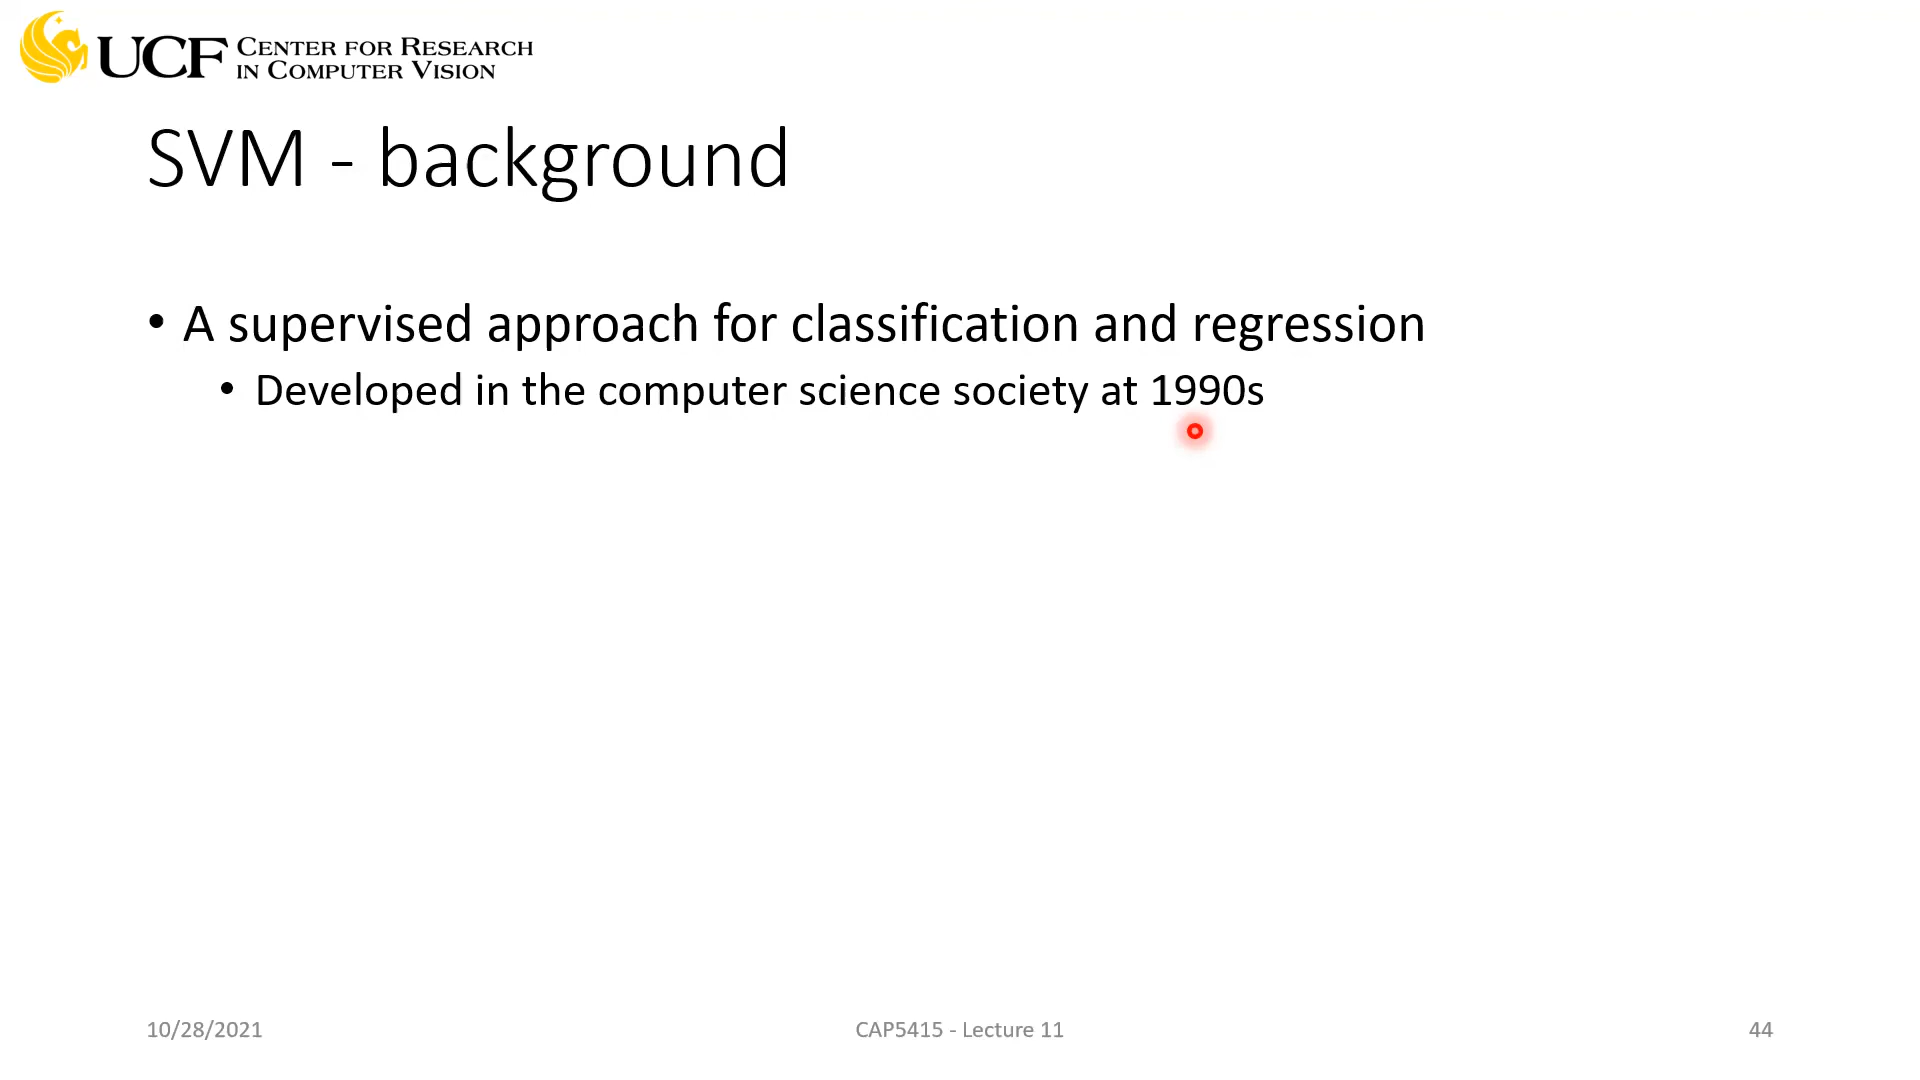 UCF CENTER FOR RESEARCH
IN COMPUTER VISION
SVM - background
• A supervised approach for classification and regression
• Developed in the computer science society at 1990s
10/28/2021
CAP5415 - Lecture 11
44